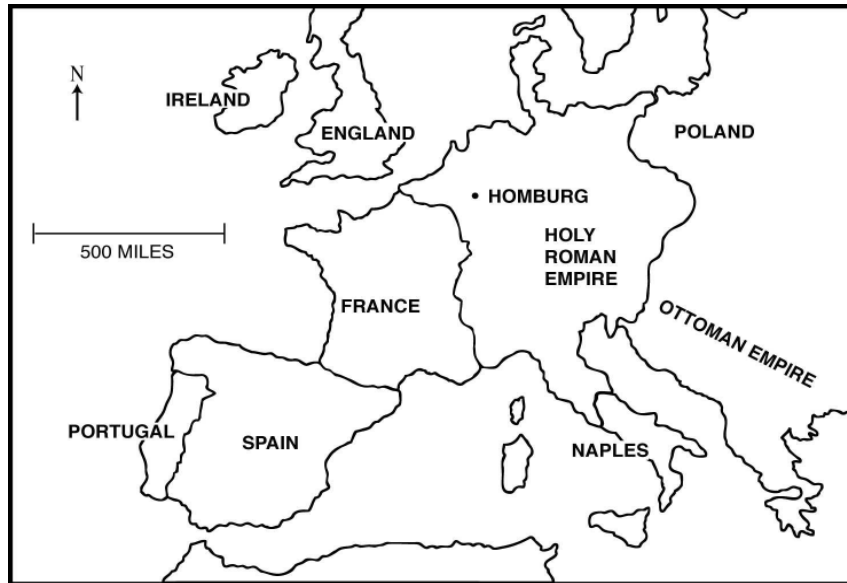 N
IRELAND
ENGLAND
POLAND
HOMBURG
500 MILES
HOLY
ROMAN
EMPIRE
FRANCE
OTTOMAN EMPIRE
PORTUGAL
SPAIN
NAPLES